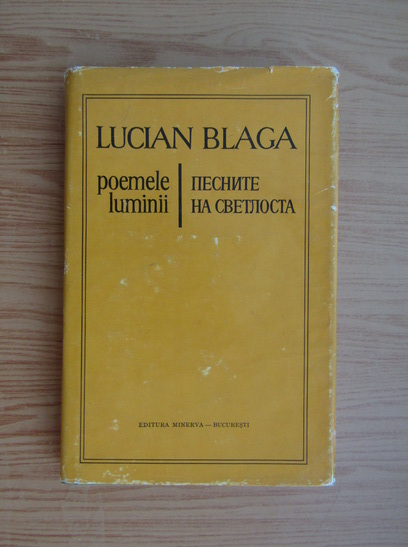 LUCIAN BLAGA
poemele
luminii
ПЕСНИТЕ
НА СВЕТЛОСТА
EDITURA MINERVA — BUCUREȘTI